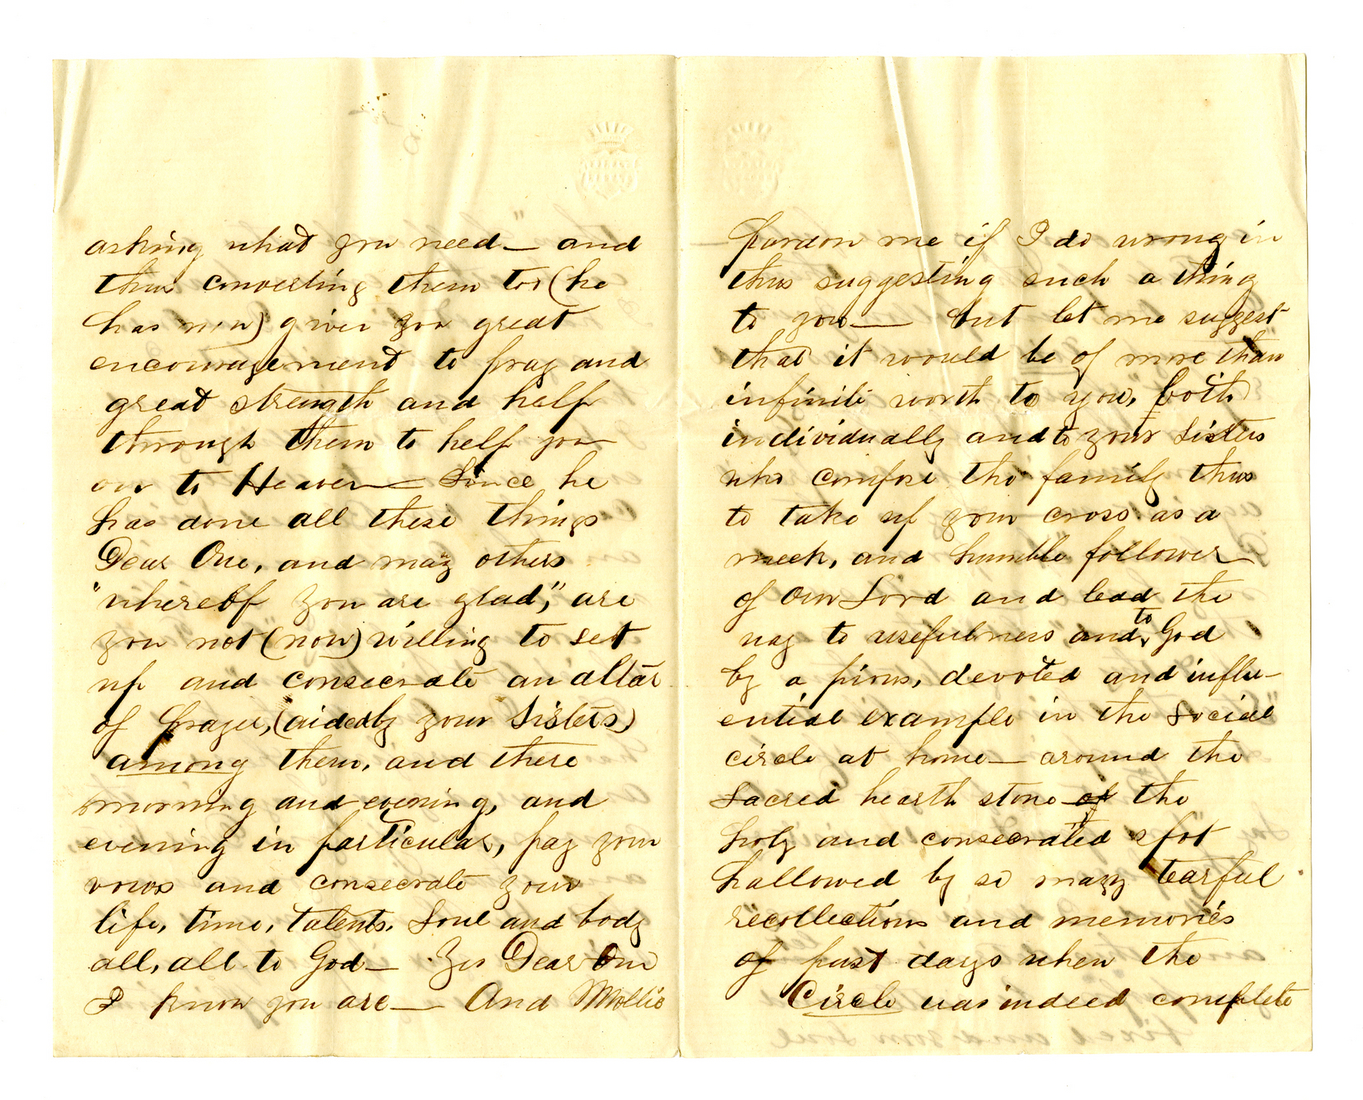 asking what you need — and
thus converting them too (he
has now) given you great
encouragement to pray and
great strength and help
through them to help you
on to Heaven — Since he
has done all these things
Dear One, and many others
"whereof you are glad," are
you not (now) willing to set
up and consecrate an altar
of prayer, (aided by your sisters)
among them, and there
morning and evening, and
evening in particular, pay your
vows and consecrate your
life, time, talents, Soul and body
all, all to God — Yes Dear One
I know you are — And Mollie
pardon me if I do wrong in
thus suggesting such a thing
to you — but let me suggest
that it would be of more than
infinite worth to you, both
individually and to your sisters
who compose the family thus
to take up your cross as a
meek, and humble follower
of Our Lord and lead the
way to usefulness and to God
by a pious, devoted and influ-
ential example in the Social
circle at home — around the
Sacred hearth stone of the
holy and consecrated spot
hallowed by so many tearful
recollections and memories
of past days when the
Circle was indeed complete